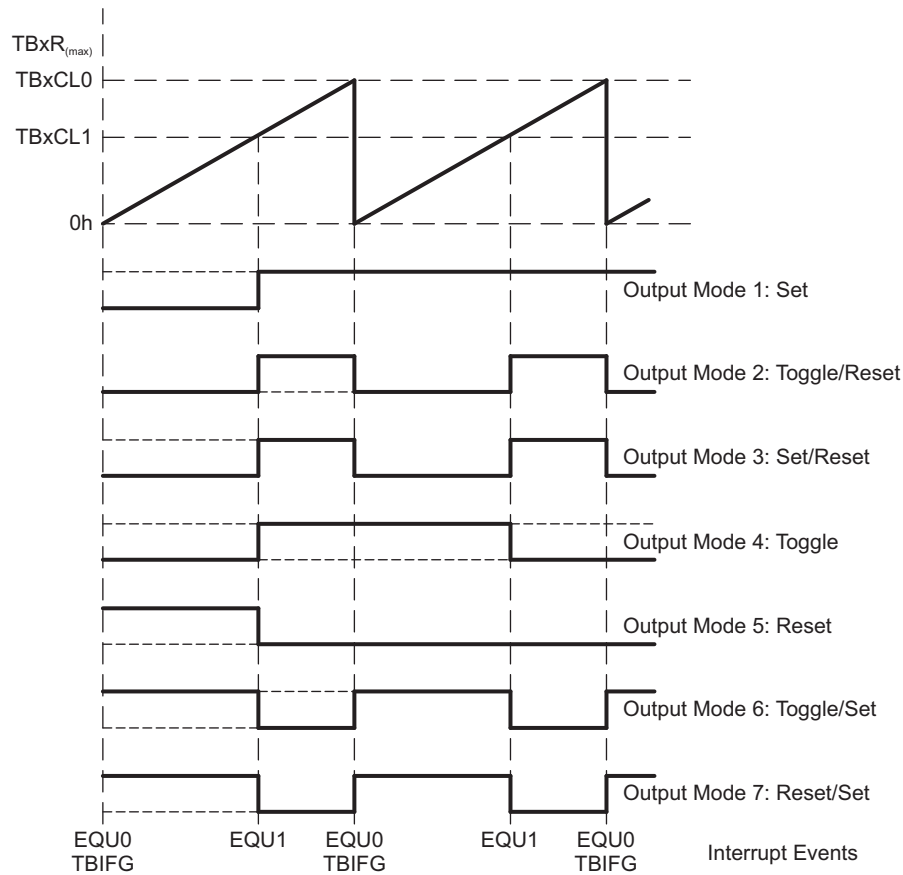 TBxR(max)
TBxCL0
TBxCL1
0h
Output Mode 1: Set
Output Mode 2: Toggle/Reset
Output Mode 3: Set/Reset
Output Mode 4: Toggle
Output Mode 5: Reset
Output Mode 6: Toggle/Set
Output Mode 7: Reset/Set
EQU0 EQU1 EQU0 EQU1 EQU0
TBIFG TBIFG TBIFG
Interrupt Events